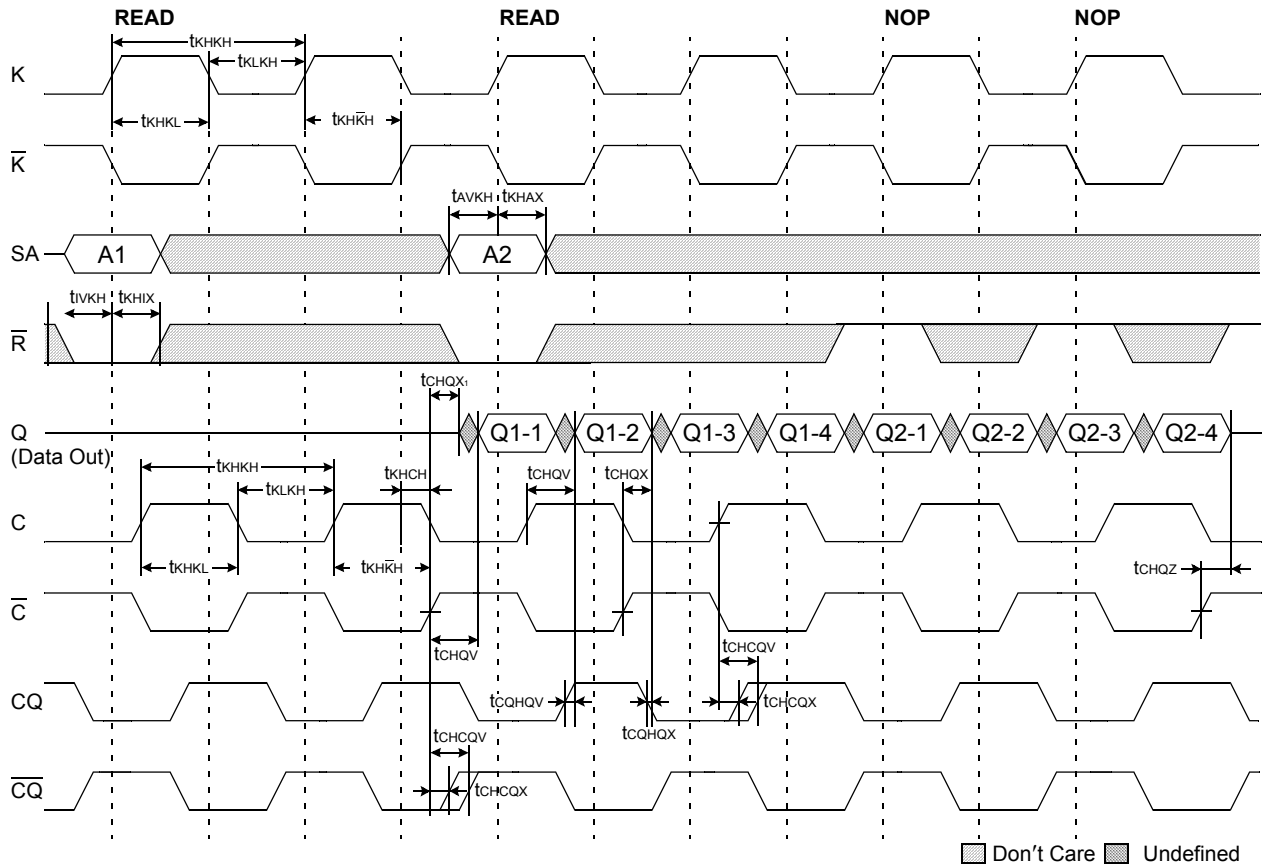 READ READ NOP NOP
tKHKH
tKLKH
K
tKHKL tKHK̅H
K̅
tAVKH tKHAX
SA A1 A2
tIVKH tKHIX
R̅
tCHQX1
Q Q1-1 Q1-2 Q1-3 Q1-4 Q2-1 Q2-2 Q2-3 Q2-4
(Data Out)
tKHKH tKHCH tCHQV tCHQX
tKLKH
C
tKHKL tKHK̅H tCHQZ
C̅
tCHQV tCHCQV
CQ tCQHQV tCHCQX
tCQHQX
tCHCQV
C̅Q̅ tCHCQX
Don't Care Undefined